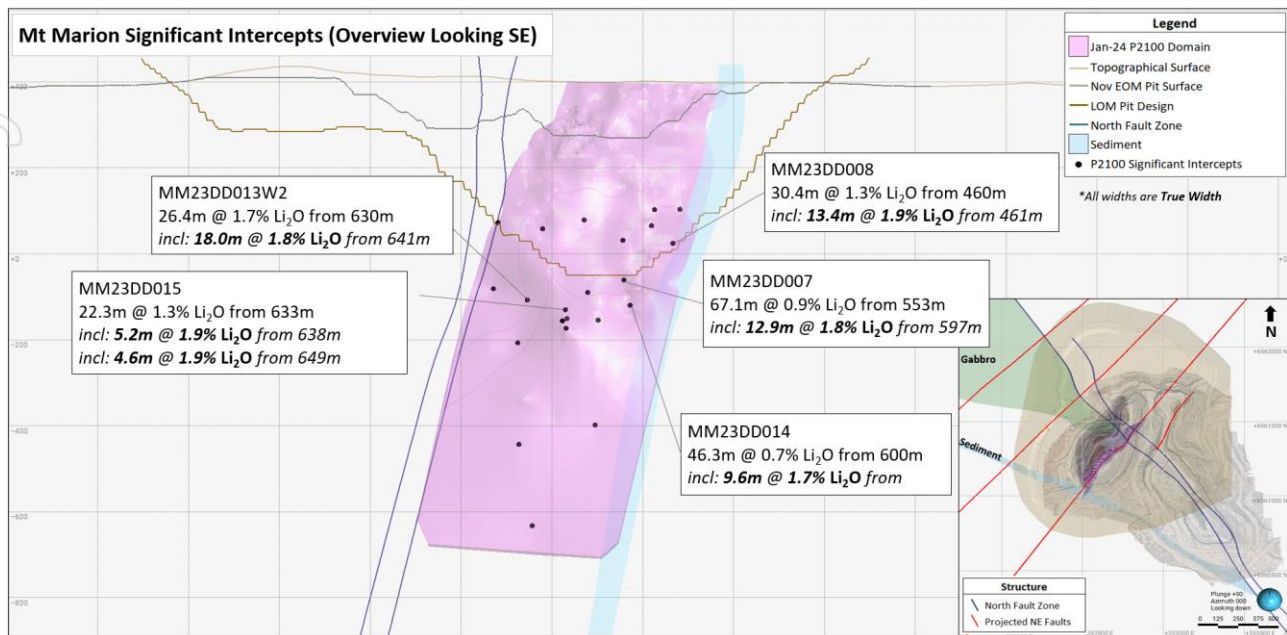 Mt Marion Significant Intercepts (Overview Looking SE)
Legend
Jan-24 P2100 Domain
Topographical Surface
Nov EOM Pit Surface
LOM Pit Design
North Fault Zone
Sediment
P2100 Significant Intercepts
*All widths are True Width
MM23DD013W2
26.4m @ 1.7% Li₂O from 630m
incl: 18.0m @ 1.8% Li₂O from 641m
MM23DD008
30.4m @ 1.3% Li₂O from 460m
incl: 13.4m @ 1.9% Li₂O from 461m
MM23DD015
22.3m @ 1.3% Li₂O from 633m
incl: 5.2m @ 1.9% Li₂O from 638m
incl: 4.6m @ 1.9% Li₂O from 649m
MM23DD007
67.1m @ 0.9% Li₂O from 553m
incl: 12.9m @ 1.8% Li₂O from 597m
MM23DD014
46.3m @ 0.7% Li₂O from 600m
incl: 9.6m @ 1.7% Li₂O from
+200
-200
-400
-600
-800
N
Gabbro
Sediment
+6562000 N
+6561500 N
+6561000 N
Structure
North Fault Zone
Projected NE Faults
Plunge +90
Azimuth 000
Looking down
0 125 250 375 500